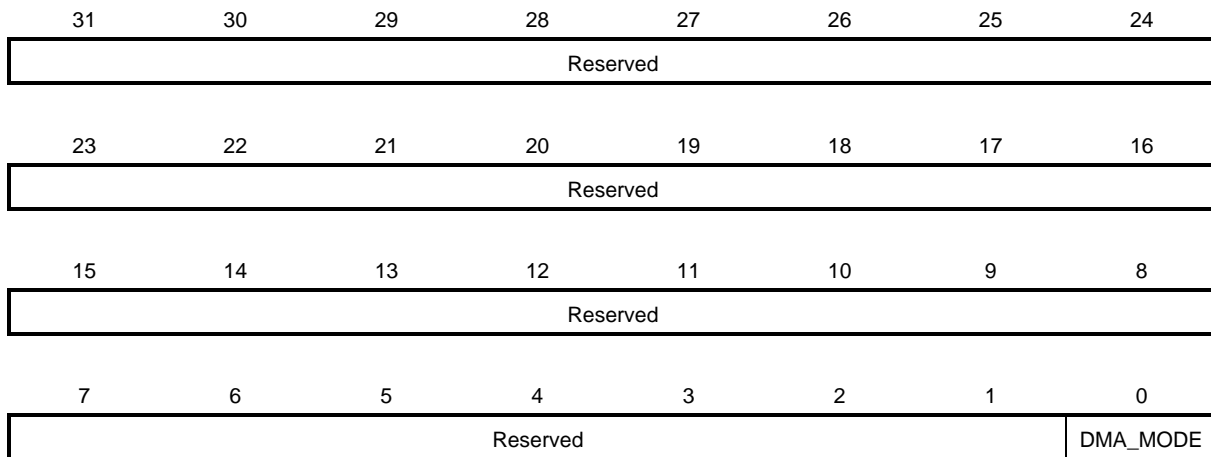 31 30 29 28 27 26 25 24
Reserved
23 22 21 20 19 18 17 16
Reserved
15 14 13 12 11 10 9 8
Reserved
7 6 5 4 3 2 1 0
Reserved DMA_MODE